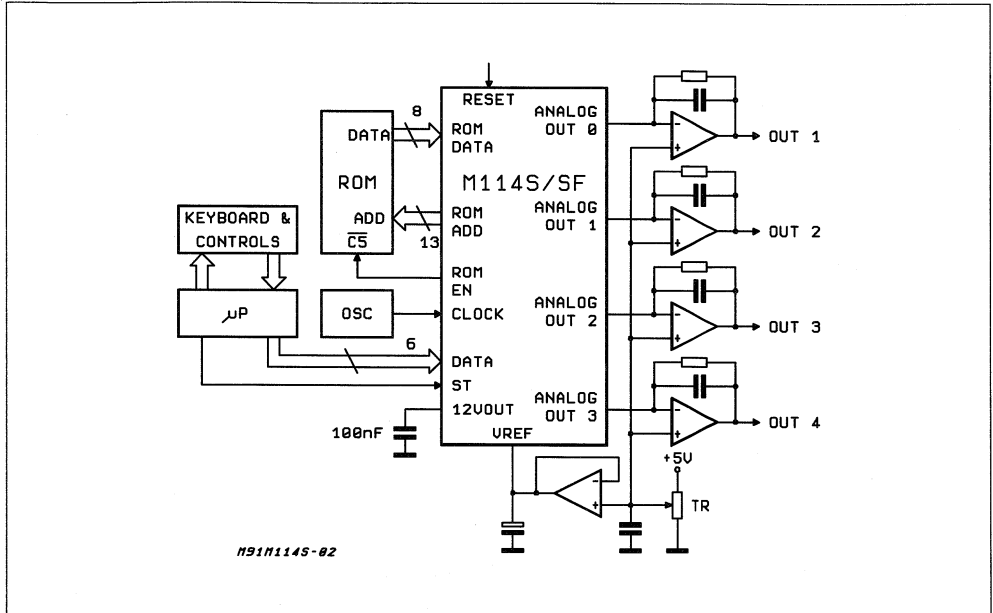 RESET
8
DATA
ROM
DATA
ANALOG
OUT 0
OUT 1
ROM
M114S/SF
ADD
C5
ROM
ADD
13
ANALOG
OUT 1
OUT 2
KEYBOARD &
CONTROLS
ROM
EN
µP
OSC
CLOCK
ANALOG
OUT 2
OUT 3
6
DATA
ST
ANALOG
OUT 3
OUT 4
12VOUT
VREF
100nF
+5V
TR
M91M114S-02